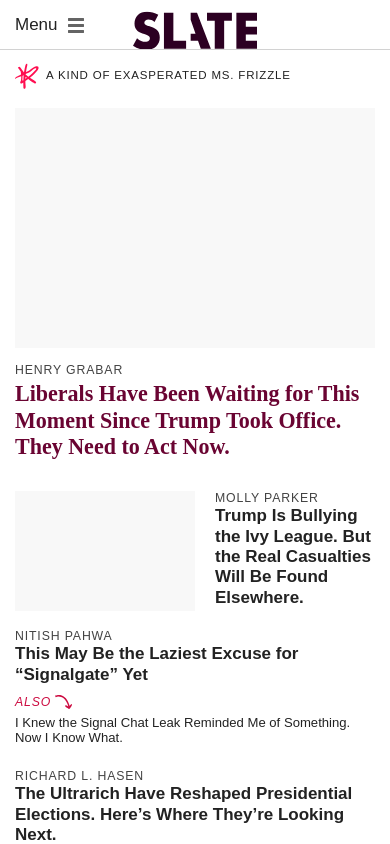 Menu
SLATE
A KIND OF EXASPERATED MS. FRIZZLE
HENRY GRABAR
Liberals Have Been Waiting for This
Moment Since Trump Took Office.
They Need to Act Now.
MOLLY PARKER
Trump Is Bullying
the Ivy League. But
the Real Casualties
Will Be Found
Elsewhere.
NITISH PAHWA
This May Be the Laziest Excuse for
“Signalgate” Yet
ALSO
I Knew the Signal Chat Leak Reminded Me of Something.
Now I Know What.
RICHARD L. HASEN
The Ultrarich Have Reshaped Presidential
Elections. Here’s Where They’re Looking
Next.